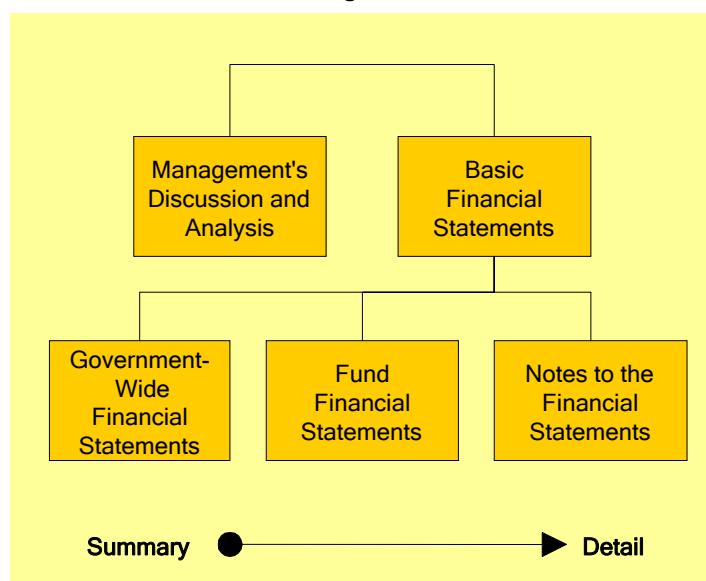 Management's
Discussion and
Analysis
Basic
Financial
Statements
Government-
Wide
Financial
Statements
Fund
Financial
Statements
Notes to the
Financial
Statements
Summary
Detail